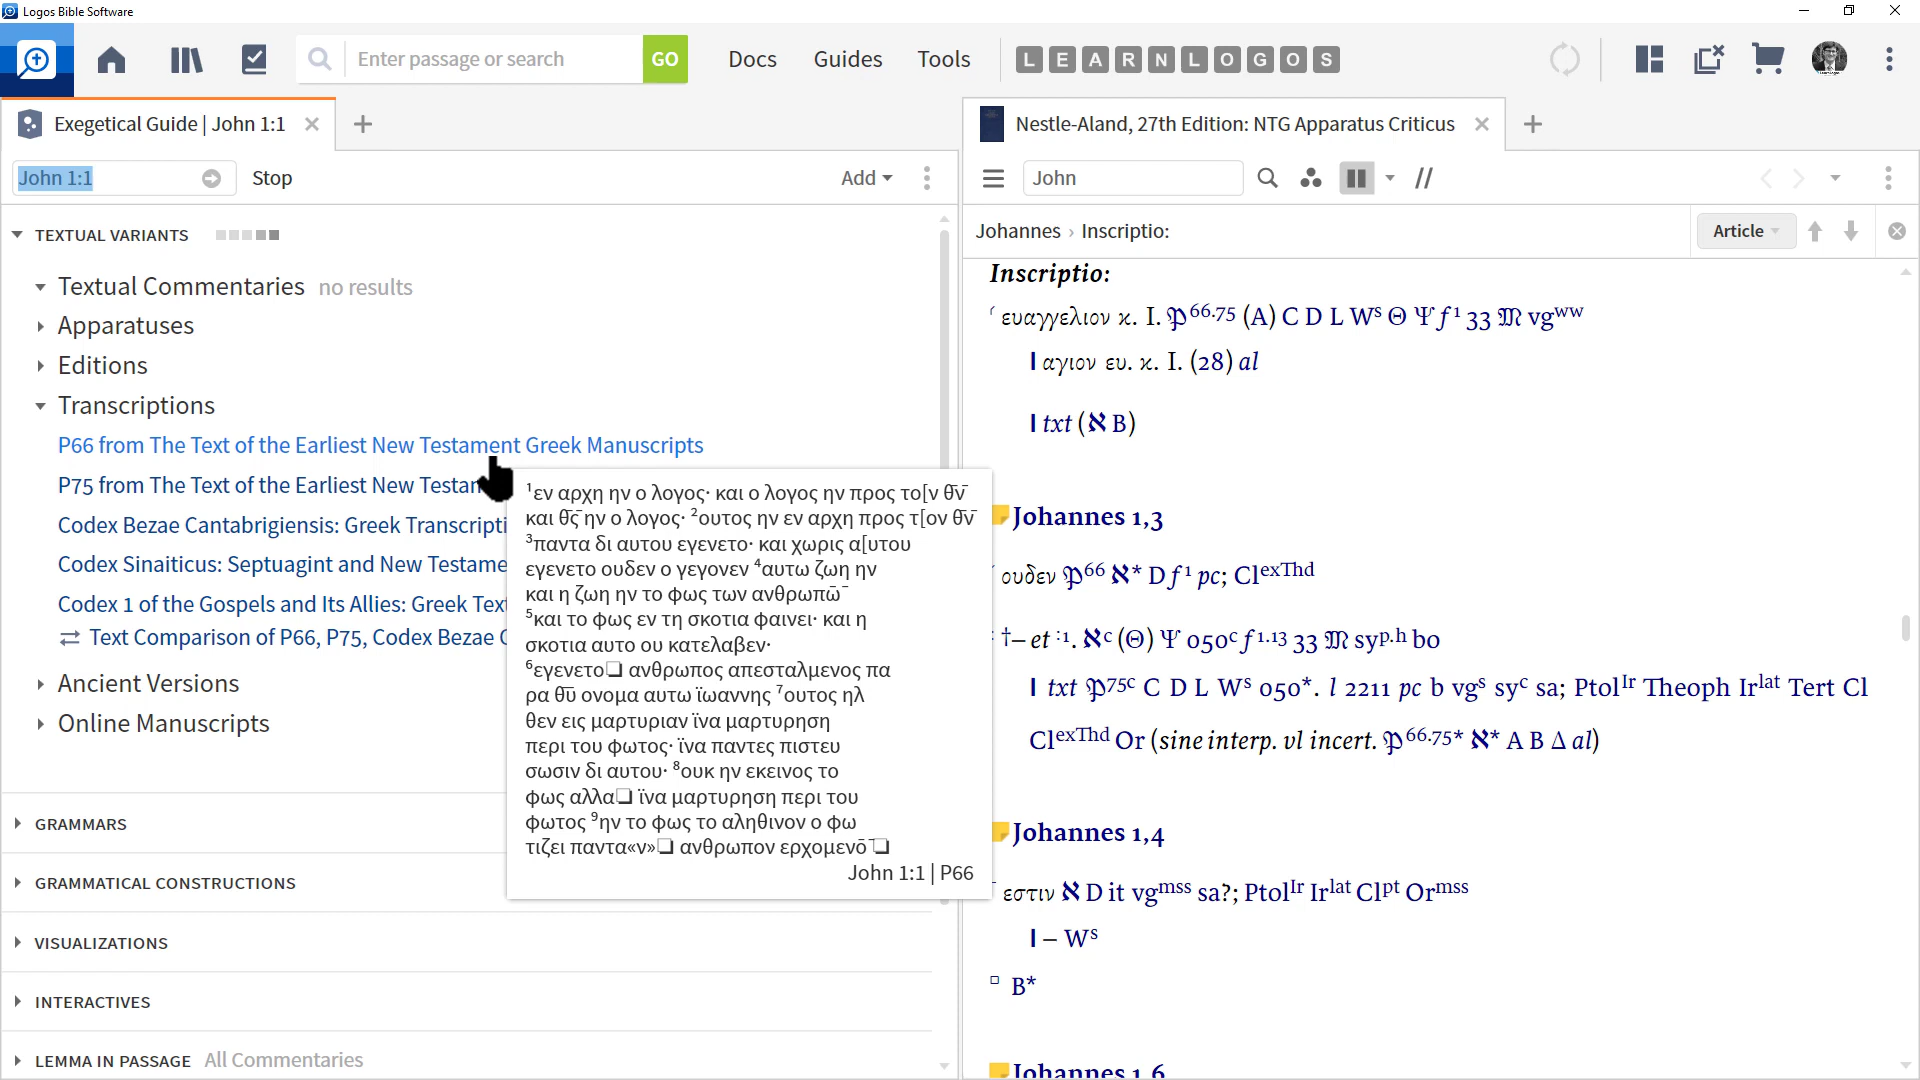 Logos Bible Software
Enter passage or search
GO
Docs
Guides
Tools
L E A R N L O G O S
Exegetical Guide | John 1:1
John 1:1
Stop
Add
TEXTUAL VARIANTS
Textual Commentaries no results
Apparatuses
Editions
Transcriptions
P66 from The Text of the Earliest New Testament Greek Manuscripts
P75 from The Text of the Earliest New Testam
Codex Bezae Cantabrigiensis: Greek Transcripti
Codex Sinaiticus: Septuagint and New Testame
Codex 1 of the Gospels and Its Allies: Greek Tex
Text Comparison of P66, P75, Codex Bezae C
Ancient Versions
Online Manuscripts
GRAMMARS
GRAMMATICAL CONSTRUCTIONS
VISUALIZATIONS
INTERACTIVES
LEMMA IN PASSAGE All Commentaries
¹εν αρχη ην ο λογος· και ο λογος ην προς το[ν θ̅ν̅
και θ̅ς̅ ην ο λογος· ²ουτος ην εν αρχη προς τ[ον θ̅ν̅
³παντα δι αυτου εγενετο· και χωρις α[υτου
εγενετο ουδεν ο γεγονεν ⁴αυτω ζωη ην
και η ζωη ην το φως των ανθρωπω̅
⁵και το φως εν τη σκοτια φαινει· και η
σκοτια αυτο ου κατελαβεν·
⁶εγενετο❏ ανθρωπος απεσταλμενος πα
ρα θ̅υ̅ ονομα αυτω ϊωαννης ⁷ουτος ηλ
θεν εις μαρτυριαν ϊνα μαρτυρηση
περι του φωτος· ϊνα παντες πιστευ
σωσιν δι αυτου· ⁸ουκ ην εκεινος το
φως αλλα❏ ϊνα μαρτυρηση περι του
φωτος ⁹ην το φως το αληθινον ο φω
τιζει παντα«ν»❏ ανθρωπον ερχομενο̅❏
John 1:1 | P66
Nestle-Aland, 27th Edition: NTG Apparatus Criticus
John
Johannes › Inscriptio:
Article
Inscriptio:
⸂ ευαγγελιον κ. Ι. 𝔓⁶⁶·⁷⁵ (A) C D L Wˢ Θ Ψ f ¹ 33 𝔐 vgʷʷ
¦ αγιον ευ. κ. Ι. (28) al
¦ txt (ℵ B)
Johannes 1,3
⸂ ουδεν 𝔓⁶⁶ ℵ* D f ¹ pc; Clᵉˣᵀʰᵈ
: †– et :¹. ℵᶜ (Θ) Ψ 050ᶜ f ¹·¹³ 33 𝔐 syᵖ·ʰ bo
¦ txt 𝔓⁷⁵ᶜ C D L Wˢ 050*. l 2211 pc b vgˢ syᶜ sa; Ptolᴵʳ Theoph Irˡᵃᵗ Tert Cl
Clᵉˣᵀʰᵈ Or (sine interp. vl incert. 𝔓⁶⁶·⁷⁵* ℵ* A B Δ al)
Johannes 1,4
⸀ εστιν ℵ D it vgᵐˢˢ sa?; Ptolᴵʳ Irˡᵃᵗ Clᵖᵗ Orᵐˢˢ
¦ – Wˢ
□ B*
Johannes 1,6